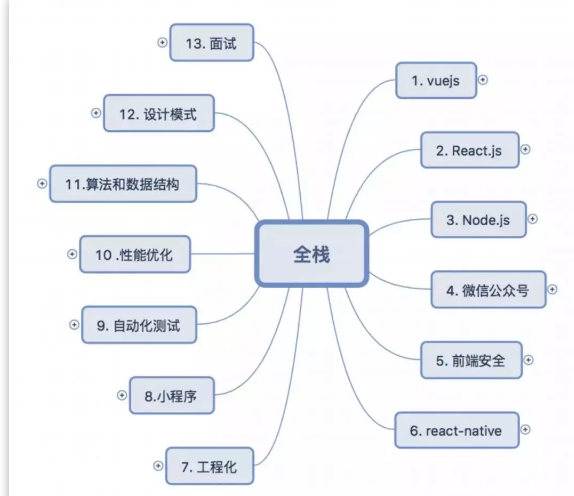 全栈
1. vuejs
2. React.js
3. Node.js
4. 微信公众号
5. 前端安全
6. react-native
7. 工程化
8.小程序
9. 自动化测试
10 .性能优化
11.算法和数据结构
12. 设计模式
13. 面试